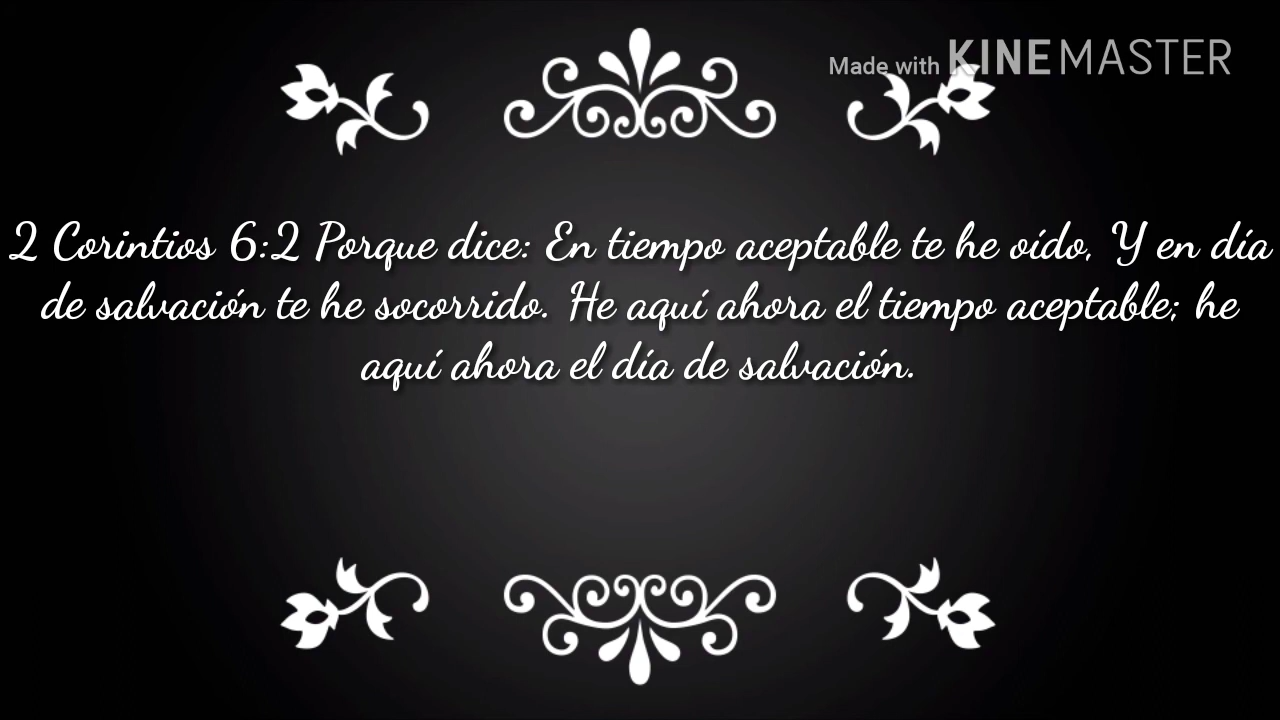 Made with KINEMASTER
2 Corintios 6:2 Porque dice: En tiempo aceptable te he oído, Y en día
de salvación te he socorrido. He aquí ahora el tiempo aceptable; he
aquí ahora el día de salvación.